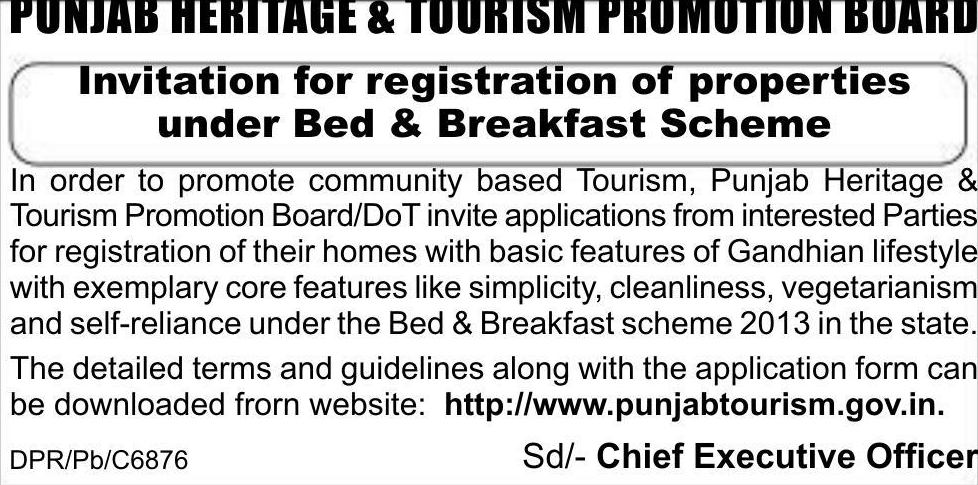 PUNJAB HERITAGE & TOURISM PROMOTION BOARD
Invitation for registration of properties
under Bed & Breakfast Scheme
In order to promote community based Tourism, Punjab Heritage &
Tourism Promotion Board/DoT invite applications from interested Parties
for registration of their homes with basic features of Gandhian lifestyle
with exemplary core features like simplicity, cleanliness, vegetarianism
and self-reliance under the Bed & Breakfast scheme 2013 in the state.
The detailed terms and guidelines along with the application form can
be downloaded frorn website: http://www.punjabtourism.gov.in.
DPR/Pb/C6876 Sd/- Chief Executive Officer